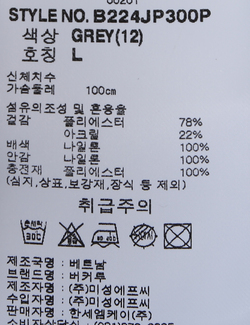 STYLE NO. B224JP300P
색상 GREY(12)
호칭 L
신체치수
가슴둘레 100cm
섬유의조성 및 혼용율
겉감 폴리에스터 78%
아크릴 22%
배색 나일론 100%
안감 나일론 100%
충전재 폴리에스터 100%
(심지,상표,보강재,장식 등 제외)
취급주의
제조국명 : 베트남
브랜드명 : 버커루
제조자명 : (주)미성에프씨
수입자명 : (주)미성에프씨
판매자명 : 한세엠케이(주)